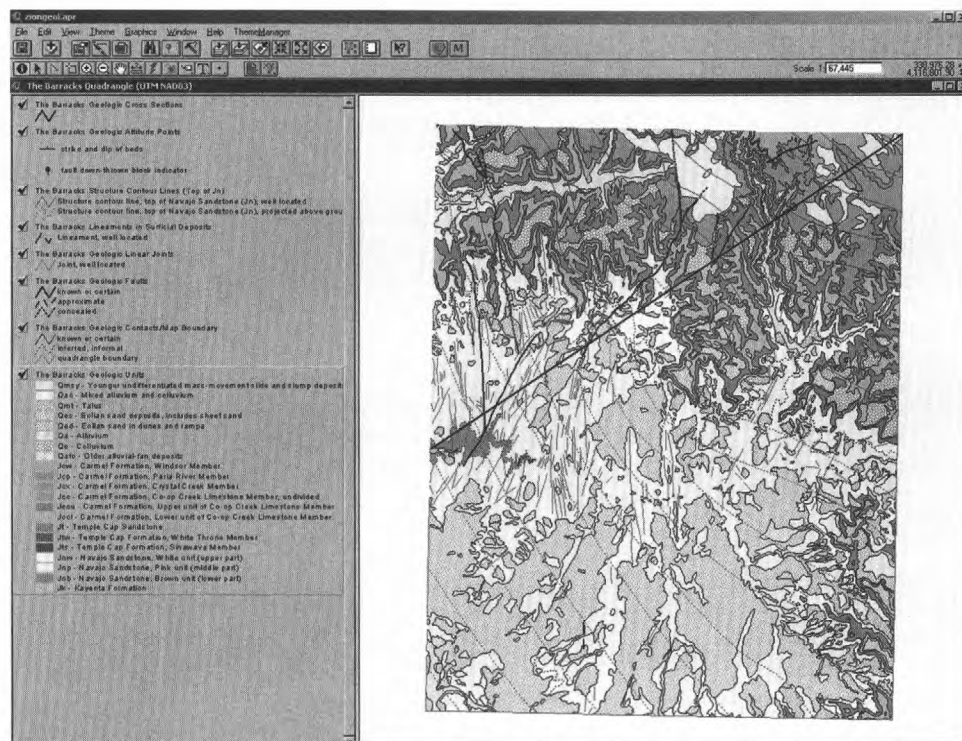 ziongeol.apr
File Edit View Theme Graphics Window Help ThemeManager
M
T
Scale 1: 67,445
339,975.28
4,116,801.90
The Barracks Quadrangle (UTM NAD83)
The Barracks Geologic Cross Sections
The Barracks Geologic Attitude Points
strike and dip of beds
fault down-thrown block indicator
The Barracks Structure Contour Lines (Top of Jn)
Structure contour line, top of Navajo Sandstone (Jn), well located
Structure contour line, top of Navajo Sandstone (Jn), projected above grou
The Barracks Lineaments in Surficial Deposits
Lineament, well located
The Barracks Geologic Linear Joints
Joint, well located
The Barracks Geologic Faults
known or certain
approximate
concealed
The Barracks Geologic Contacts/Map Boundary
known or certain
inferred, informal
quadrangle boundary
The Barracks Geologic Units
Qmsy - Younger undifferentiated mass-movement slide and slump deposit
Qac - Mixed alluvium and colluvium
Qmt - Talus
Qes - Eolian sand deposits, includes sheet sand
Qed - Eolian sand in dunes and ramps
Qa - Alluvium
Qc - Colluvium
Qafo - Older alluvial-fan deposits
Jcw - Carmel Formation, Winsor Member
Jcp - Carmel Formation, Paria River Member
Jcx - Carmel Formation, Crystal Creek Member
Jcc - Carmel Formation, Co-op Creek Limestone Member, undivided
Jccu - Carmel Formation, Upper unit of Co-op Creek Limestone Member
Jccl - Carmel Formation, Lower unit of Co-op Creek Limestone Member
Jt - Temple Cap Sandstone
Jtw - Temple Cap Formation, White Throne Member
Jts - Temple Cap Formation, Sinawava Member
Jnw - Navajo Sandstone, White unit (upper part)
Jnp - Navajo Sandstone, Pink unit (middle part)
Jnb - Navajo Sandstone, Brown unit (lower part)
Jk - Kayenta Formation